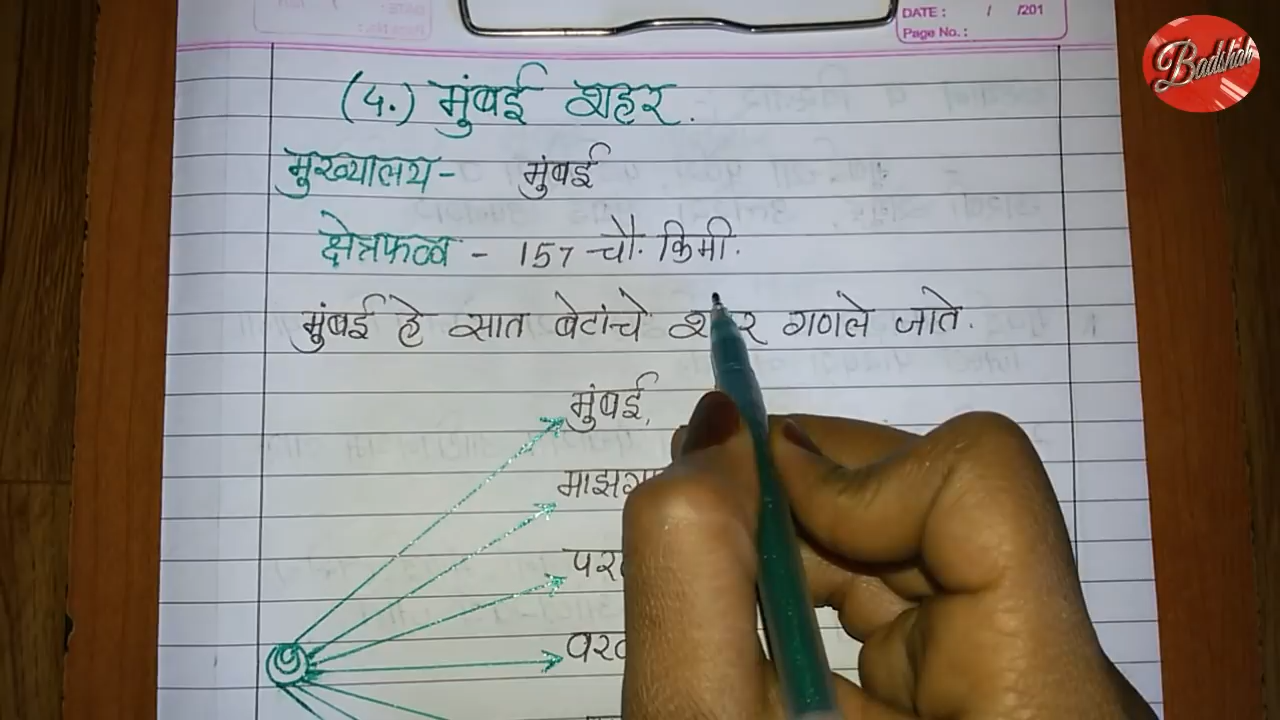 DATE : / /201
Page No. :
Badshah
(५.) मुंबई शहर.
मुख्यालय- मुंबई
क्षेत्रफळ - 157 चौ. किमी.
मुंबई हे सात बेटांचे शहर गणले जाते.
मुंबई,